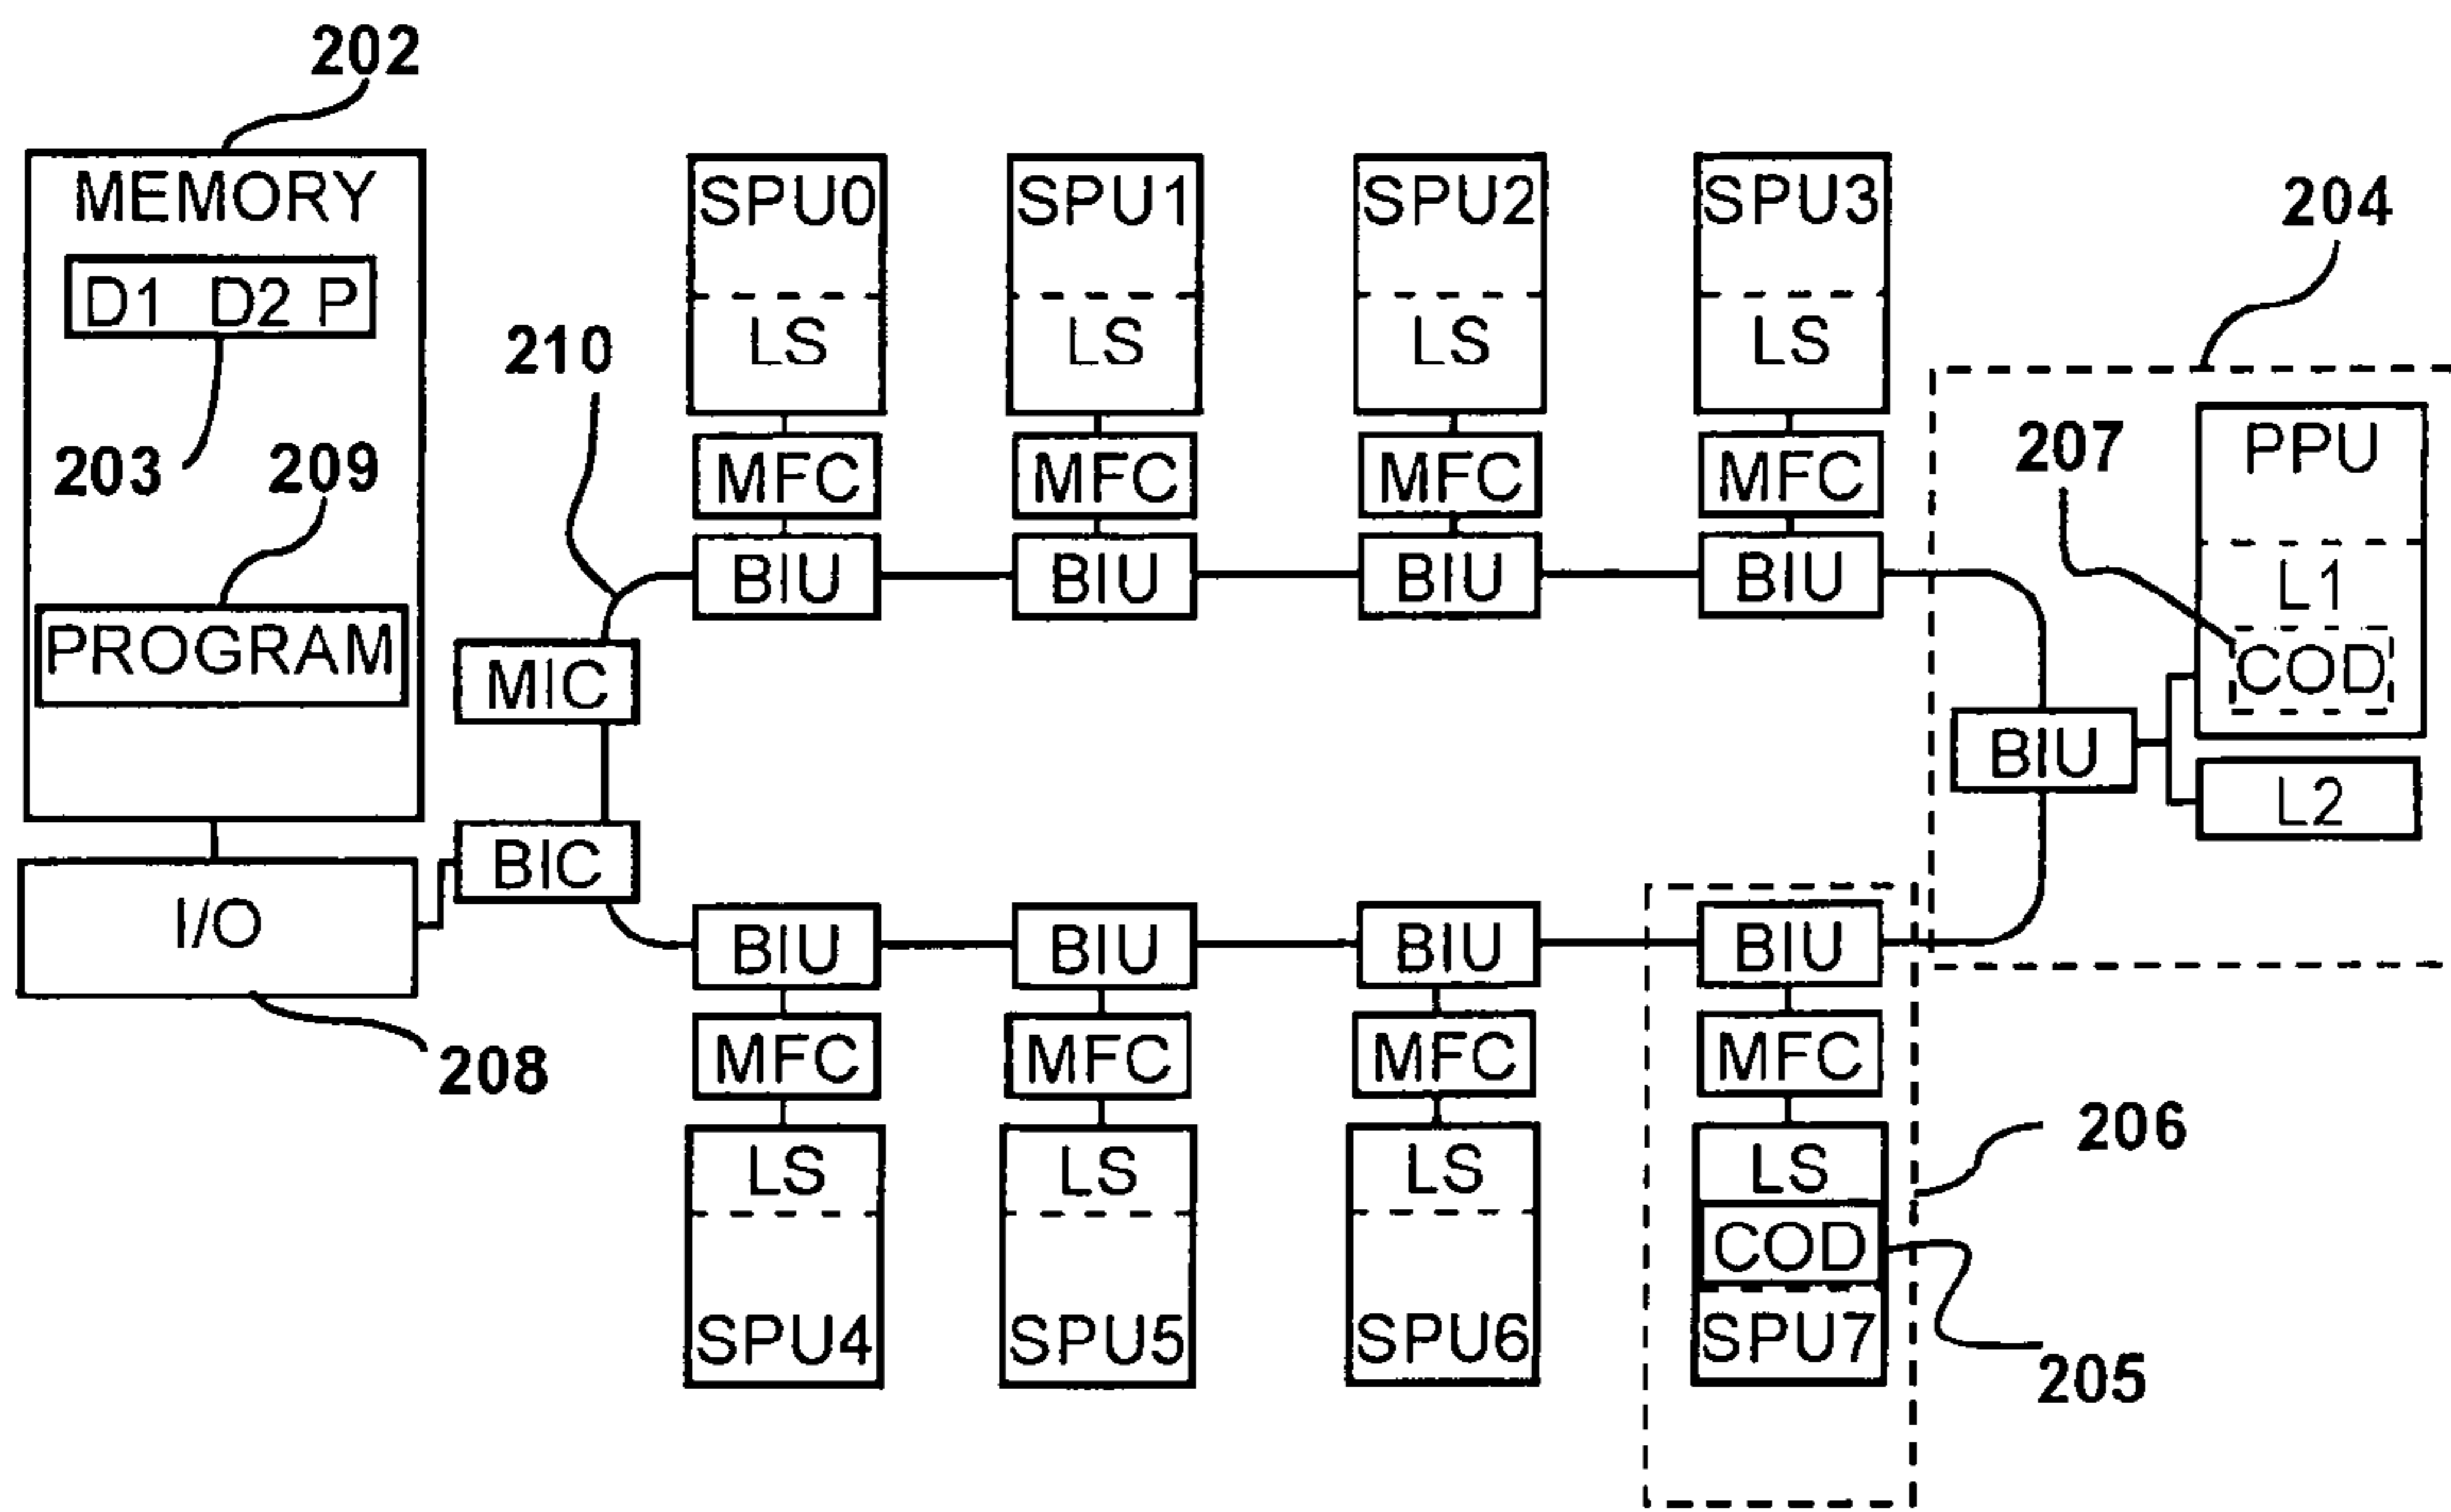 202
MEMORY
SPU0 SPU1 SPU2 SPU3
204
D1 D2 P
LS LS LS LS
210
203
209
207
PPU
MFC MFC MFC MFC
BIU BIU BIU BIU
L1
PROGRAM
MIC
COD
BIU
L2
BIC
I/O
BIU BIU BIU BIU
208
MFC MFC MFC MFC
206
LS LS LS LS
COD
SPU4 SPU5 SPU6 SPU7
205